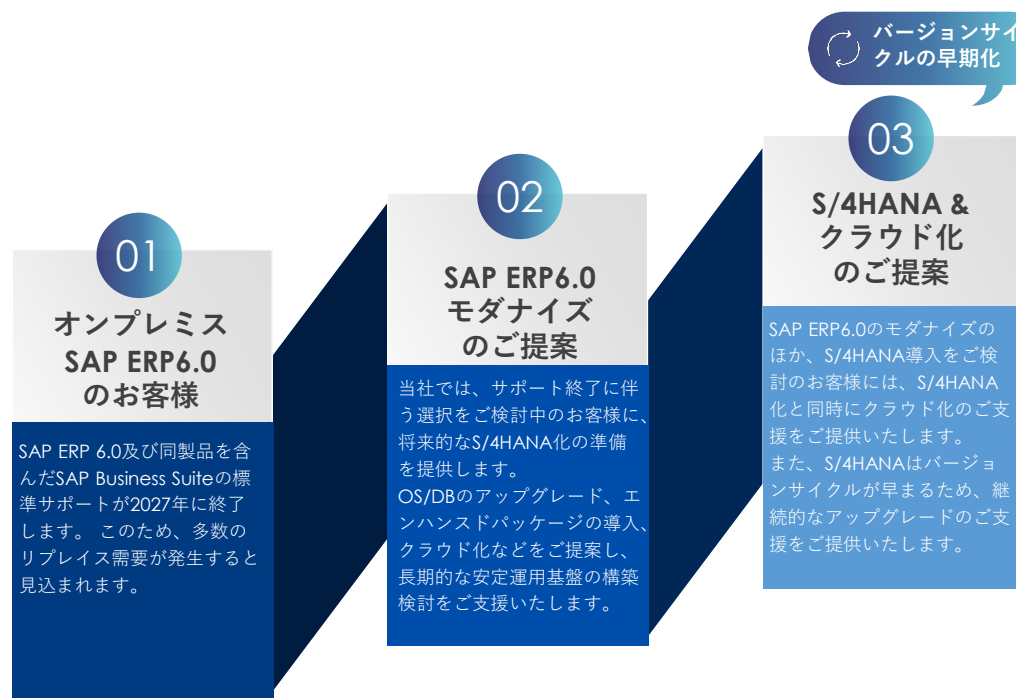 01
オンプレミス
SAP ERP6.0
のお客様
SAP ERP 6.0及び同製品を含
んだSAP Business Suiteの標
準サポートが2027年に終了
します。 このため、多数の
リプレイス需要が発生すると
見込まれます。
02
SAP ERP6.0
モダナイズ
のご提案
当社では、サポート終了に伴
う選択をご検討中のお客様に、
将来的なS/4HANA化の準備
を提供します。
OS/DBのアップグレード、エ
ンハンスドパッケージの導入、
クラウド化などをご提案し、
長期的な安定運用基盤の構築
検討をご支援いたします。
バージョンサイ
クルの早期化
03
S/4HANA &
クラウド化
のご提案
SAP ERP6.0のモダナイズの
ほか、S/4HANA導入をご検
討のお客様には、S/4HANA
化と同時にクラウド化のご支
援をご提供いたします。
また、S/4HANAはバージョ
ンサイクルが早まるため、継
続的なアップグレードのご支
援をご提供いたします。